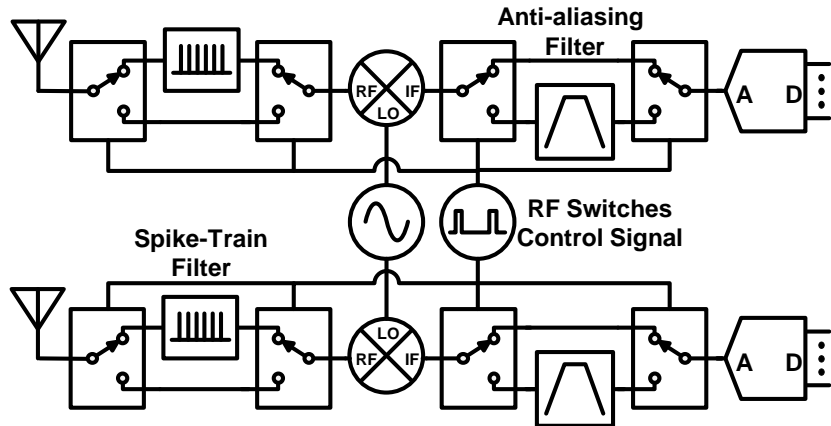 Anti-aliasing
Filter
RF IF
LO
A D
RF Switches
Control Signal
Spike-Train
Filter
LO
RF IF
A D